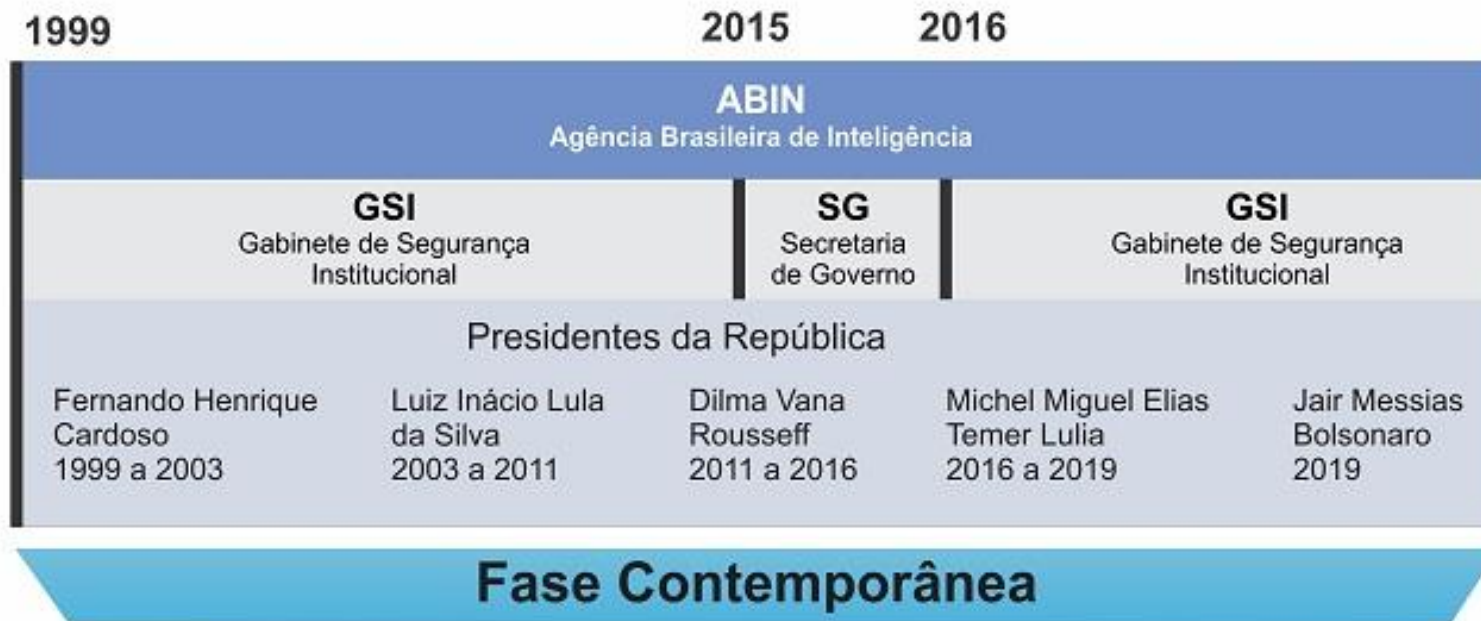 1999
2015
2016
ABIN
Agência Brasileira de Inteligência
GSI
Gabinete de Segurança
Institucional
SG
Secretaria
de Governo
GSI
Gabinete de Segurança
Institucional
Presidentes da República
Fernando Henrique
Cardoso
1999 a 2003
Luiz Inácio Lula
da Silva
2003 a 2011
Dilma Vana
Rousseff
2011 a 2016
Michel Miguel Elias
Temer Lulia
2016 a 2019
Jair Messias
Bolsonaro
2019
Fase Contemporânea